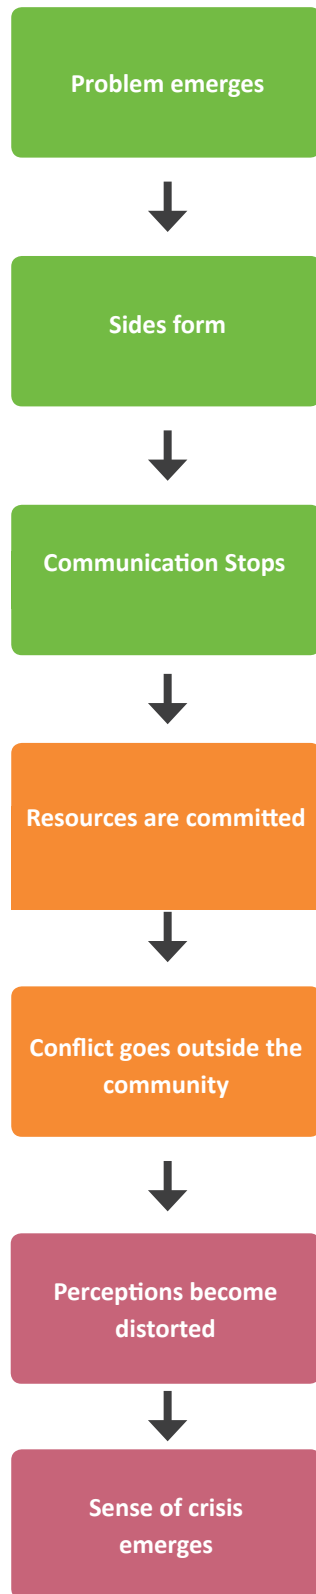 Problem emerges
Sides form
Communication Stops
Resources are committed
Conflict goes outside the
community
Perceptions become
distorted
Sense of crisis
emerges